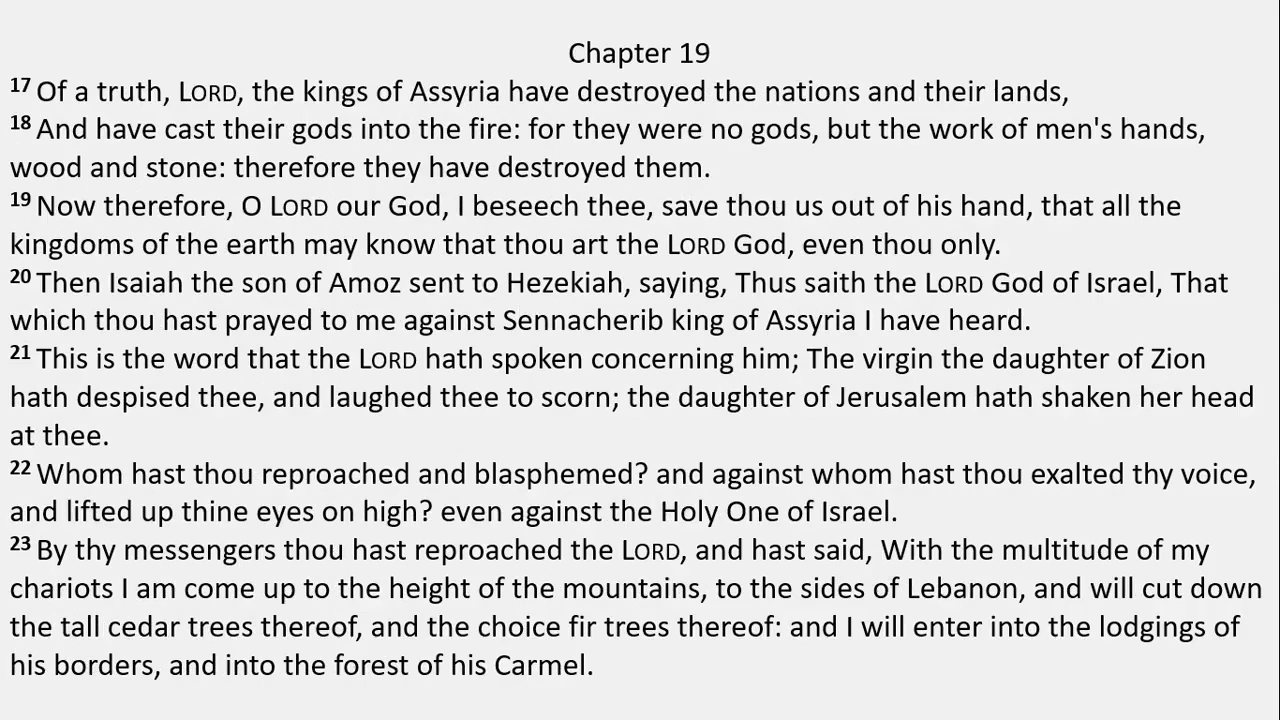 Chapter 19
17 Of a truth, LORD, the kings of Assyria have destroyed the nations and their lands,
18 And have cast their gods into the fire: for they were no gods, but the work of men's hands,
wood and stone: therefore they have destroyed them.
19 Now therefore, O LORD our God, I beseech thee, save thou us out of his hand, that all the
kingdoms of the earth may know that thou art the LORD God, even thou only.
20 Then Isaiah the son of Amoz sent to Hezekiah, saying, Thus saith the LORD God of Israel, That
which thou hast prayed to me against Sennacherib king of Assyria I have heard.
21 This is the word that the LORD hath spoken concerning him; The virgin the daughter of Zion
hath despised thee, and laughed thee to scorn; the daughter of Jerusalem hath shaken her head
at thee.
22 Whom hast thou reproached and blasphemed? and against whom hast thou exalted thy voice,
and lifted up thine eyes on high? even against the Holy One of Israel.
23 By thy messengers thou hast reproached the LORD, and hast said, With the multitude of my
chariots I am come up to the height of the mountains, to the sides of Lebanon, and will cut down
the tall cedar trees thereof, and the choice fir trees thereof: and I will enter into the lodgings of
his borders, and into the forest of his Carmel.